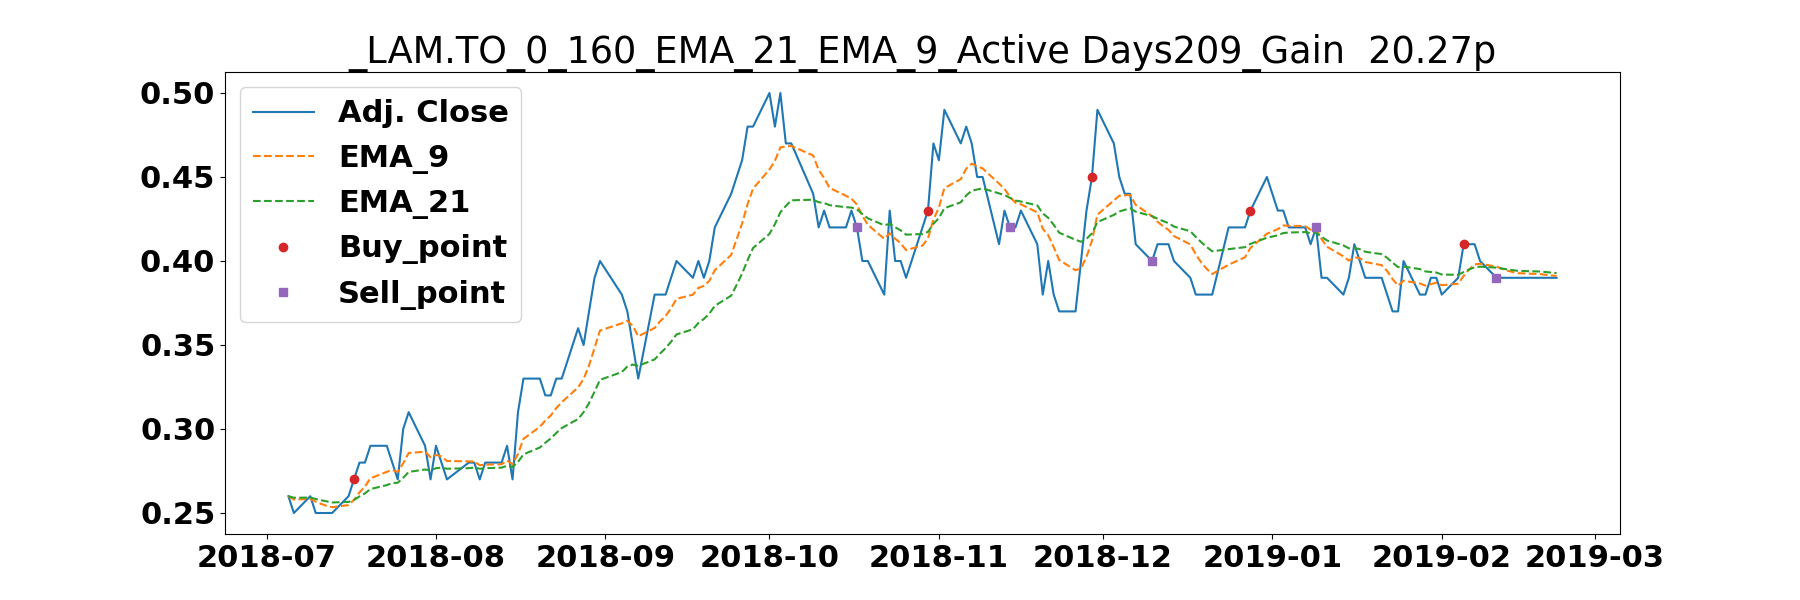 _LAM.TO_0_160_EMA_21_EMA_9_Active Days209_Gain  20.27p
0.50
0.45
0.40
0.35
0.30
0.25
Adj. Close
EMA_9
EMA_21
Buy_point
Sell_point
2018-07 2018-08 2018-09 2018-10 2018-11 2018-12 2019-01 2019-02 2019-03